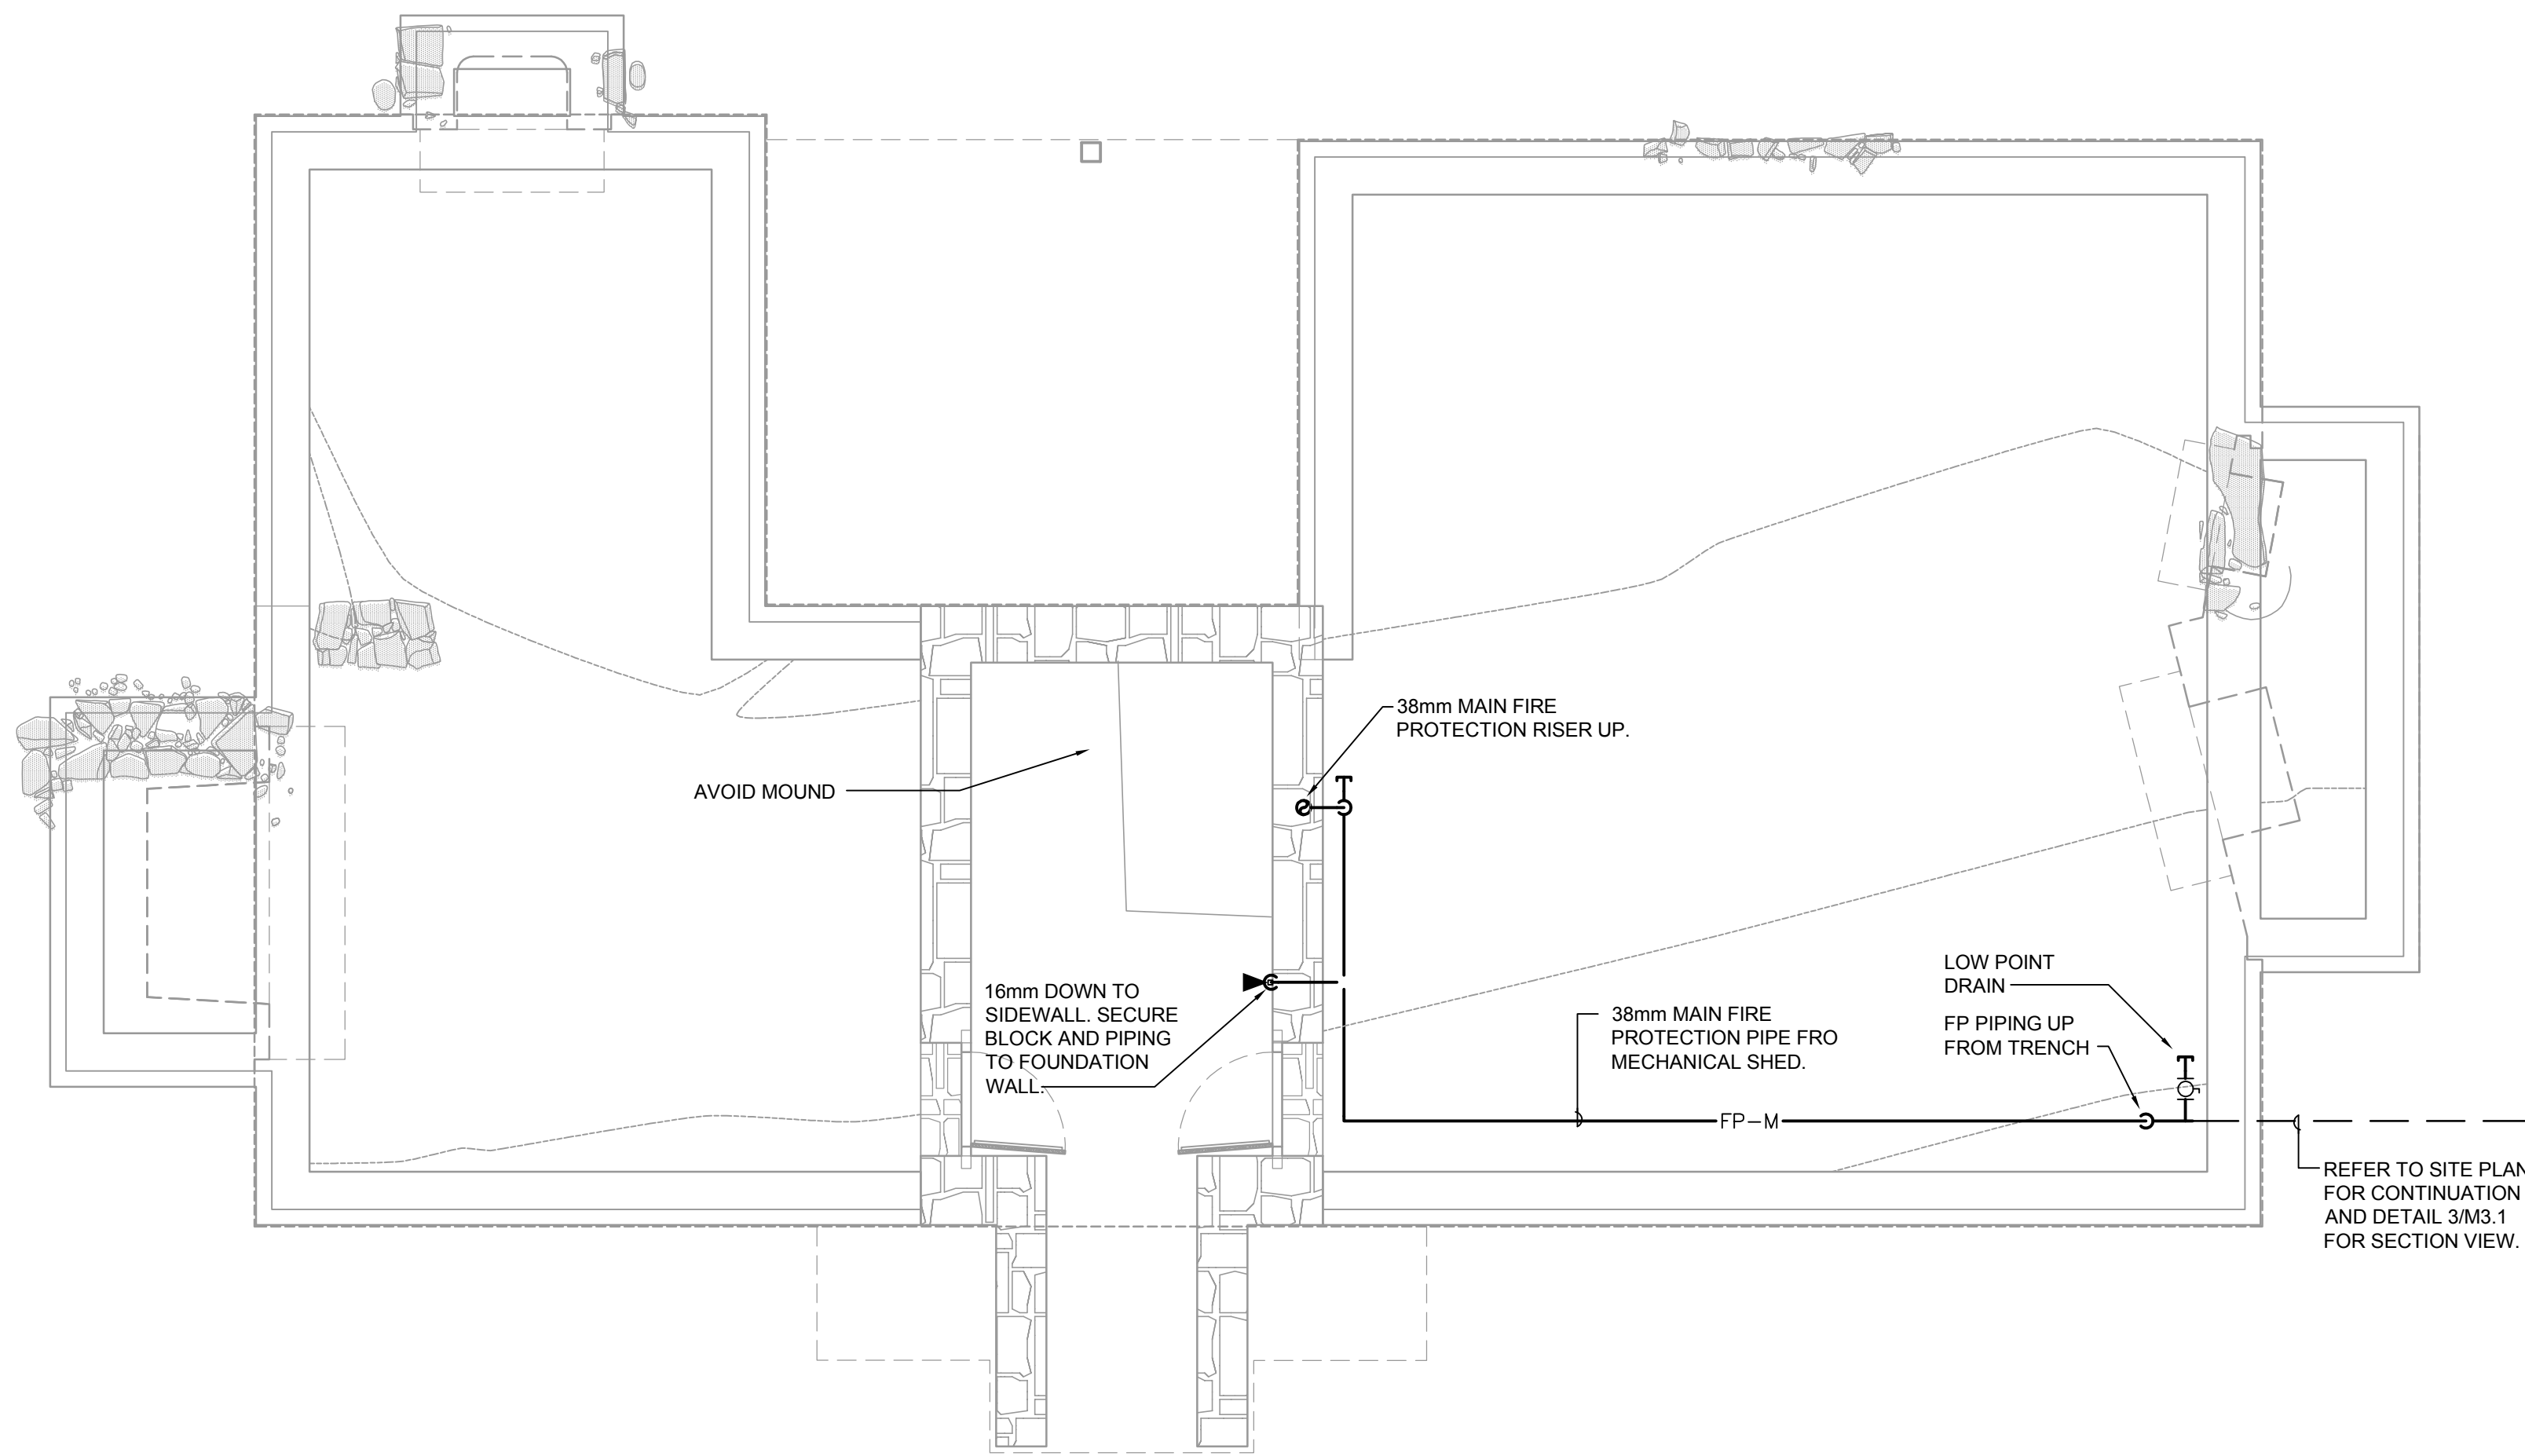 38mm MAIN FIRE
PROTECTION RISER UP.
AVOID MOUND
16mm DOWN TO
SIDEWALL. SECURE
BLOCK AND PIPING
TO FOUNDATION
WALL.
38mm MAIN FIRE
PROTECTION PIPE FRO
MECHANICAL SHED.
LOW POINT
DRAIN
FP PIPING UP
FROM TRENCH
FP-M
REFER TO SITE PLAN
FOR CONTINUATION
AND DETAIL 3/M3.1
FOR SECTION VIEW.